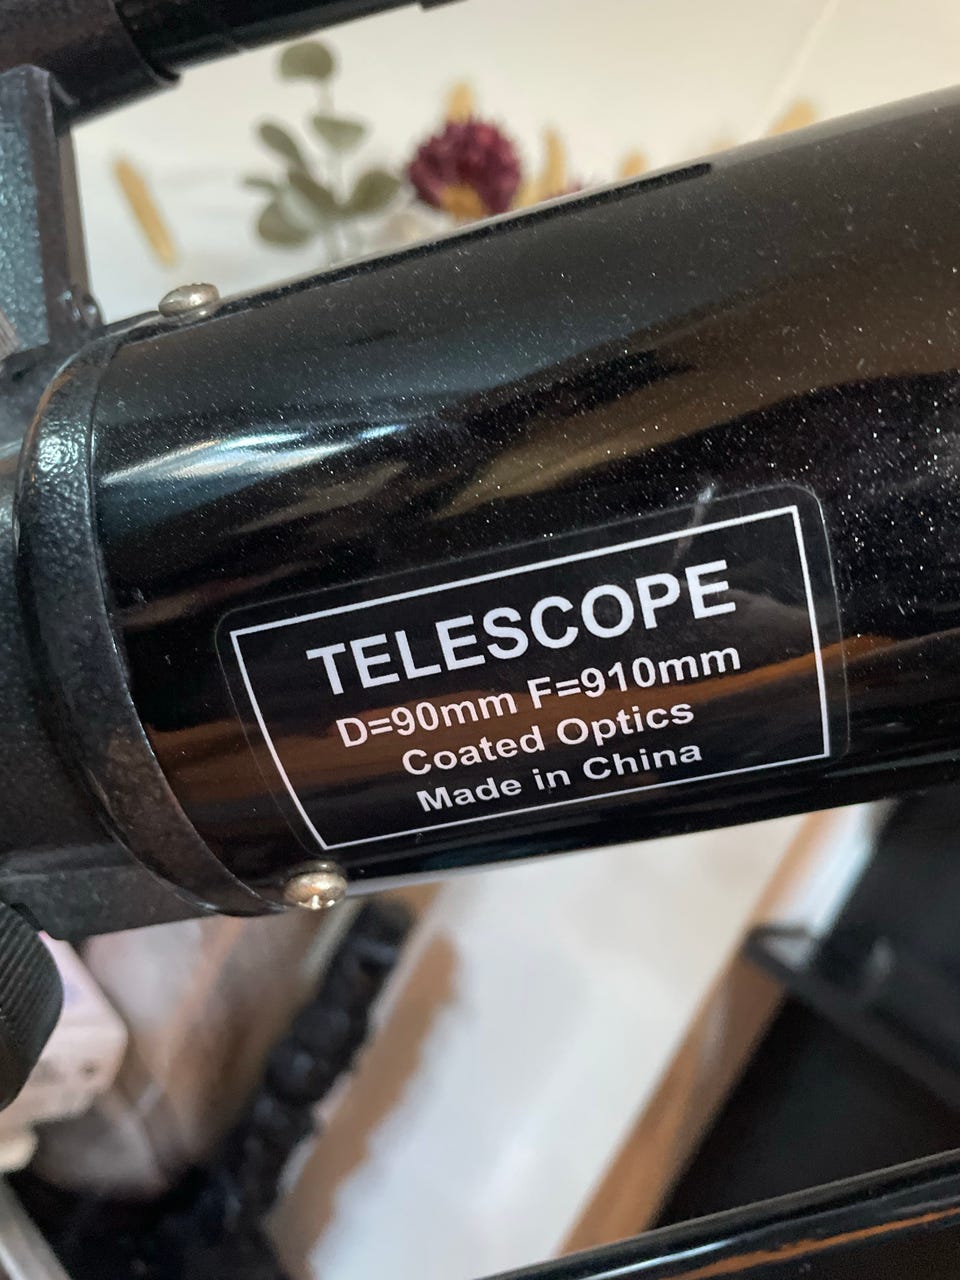 TELESCOPE
D=90mm F=910mm
Coated Optics
Made in China